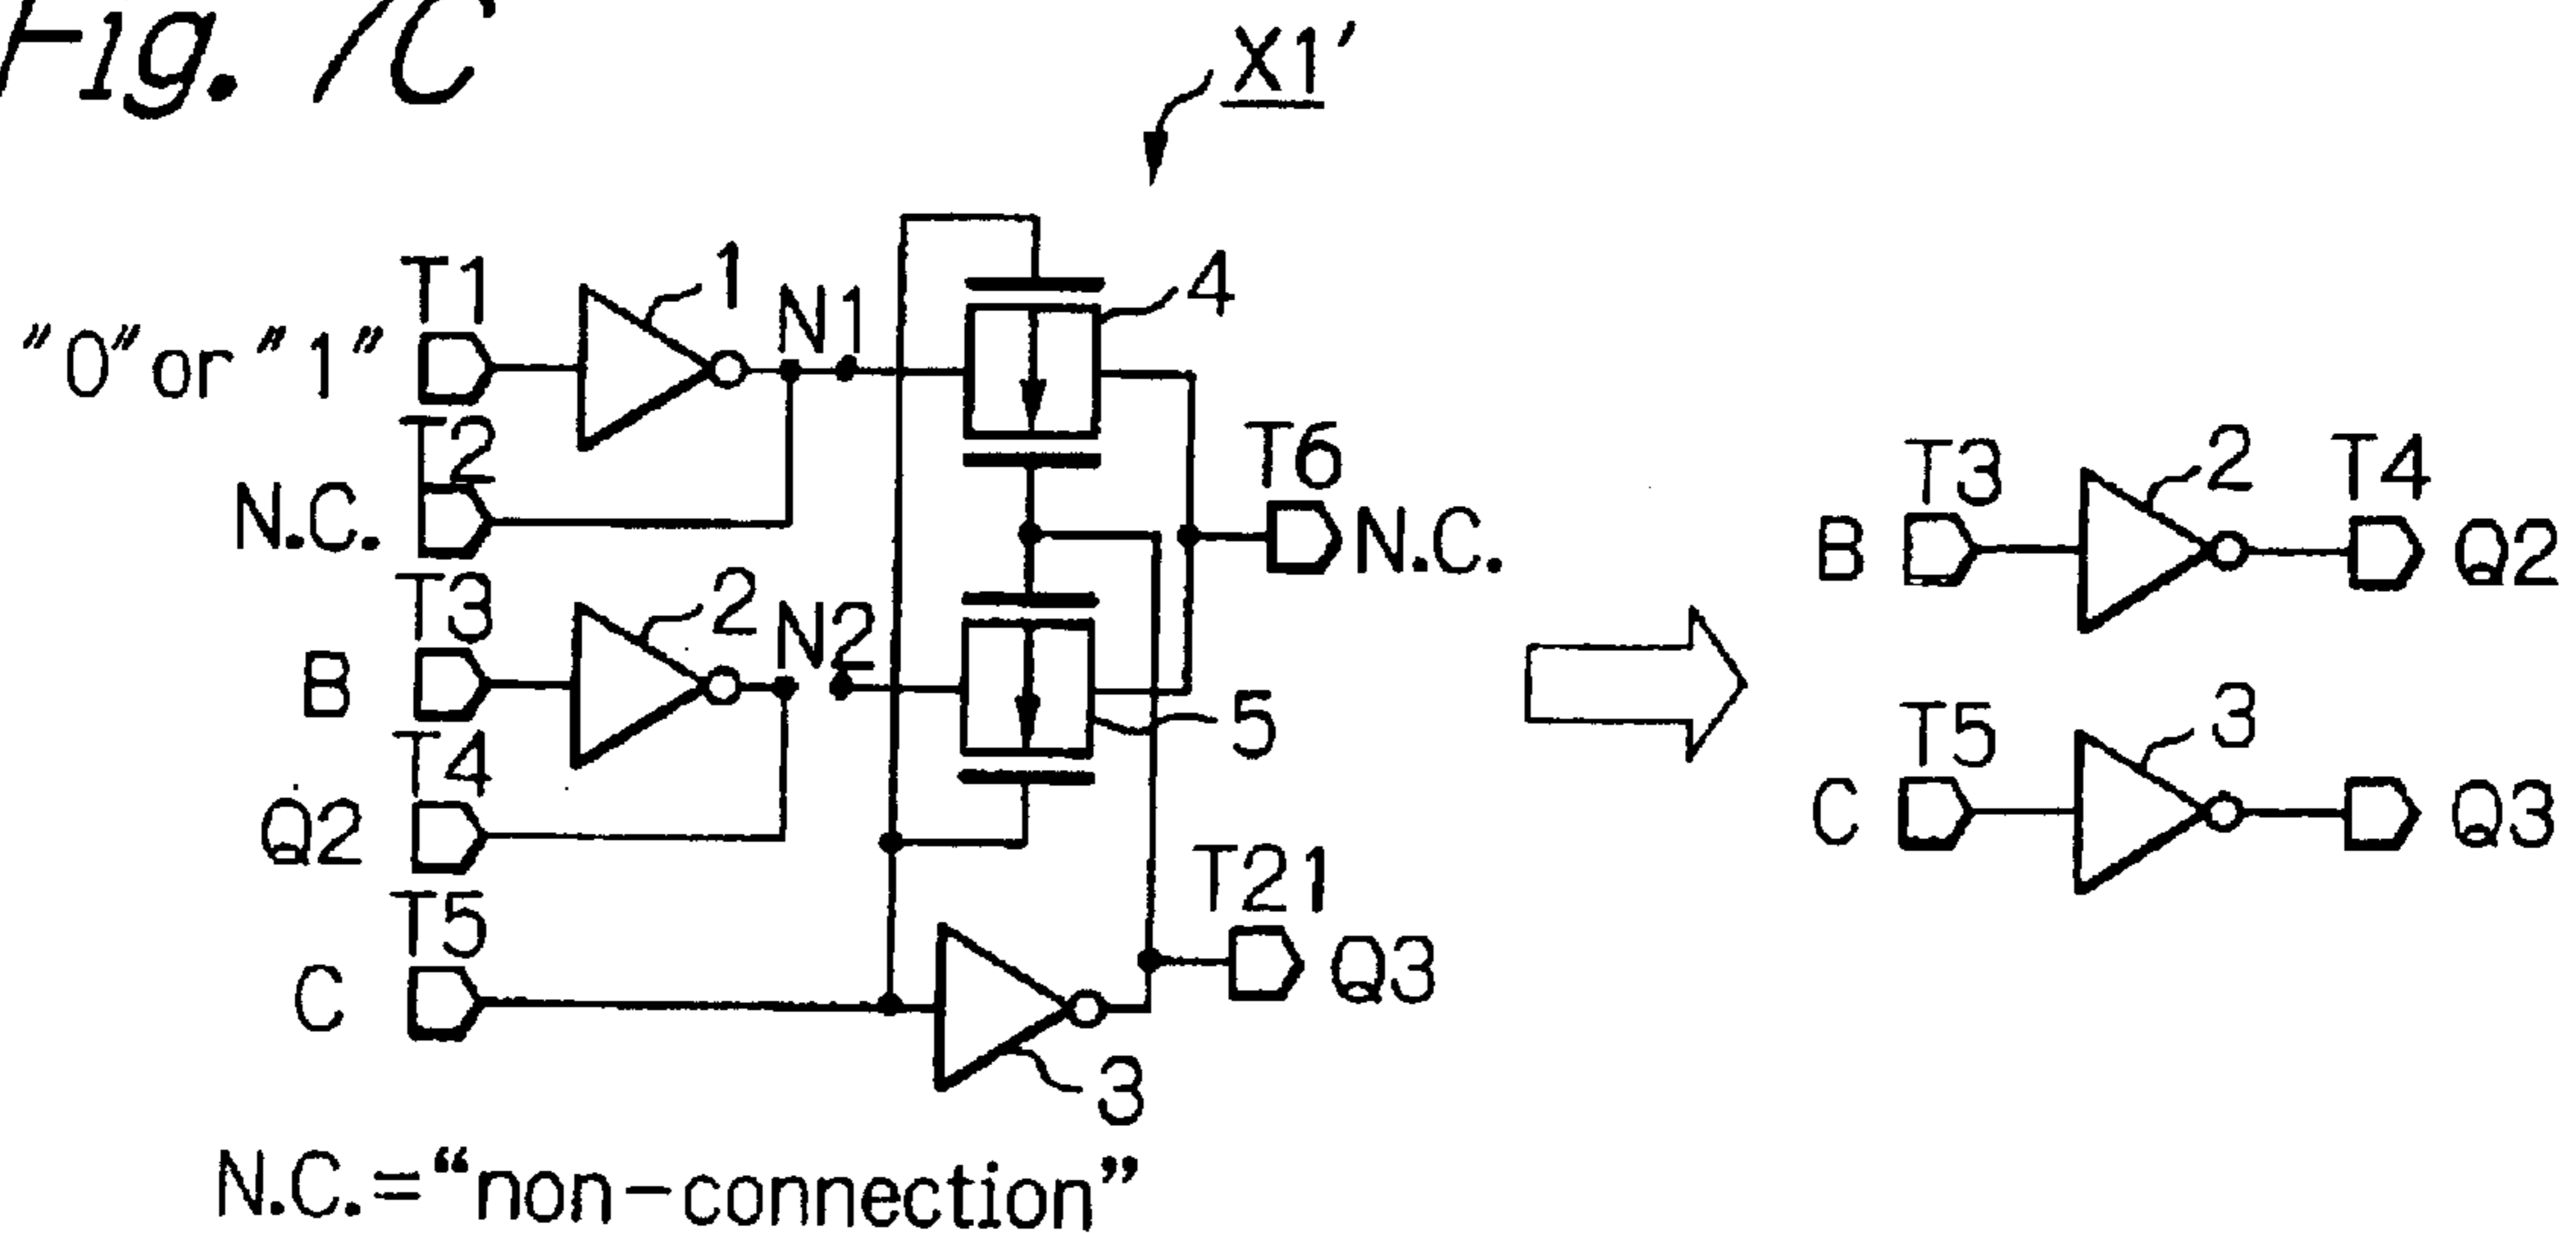 Fig. 7C
X1'
T1
1
N1
4
"0" or "1"
T2
N.C.
T6
N.C.
T3
2
N2
B
5
T4
Q2
T5
T21
C
Q3
3
T3
2
T4
B
Q2
T5
3
C
Q3
N.C.="non-connection"